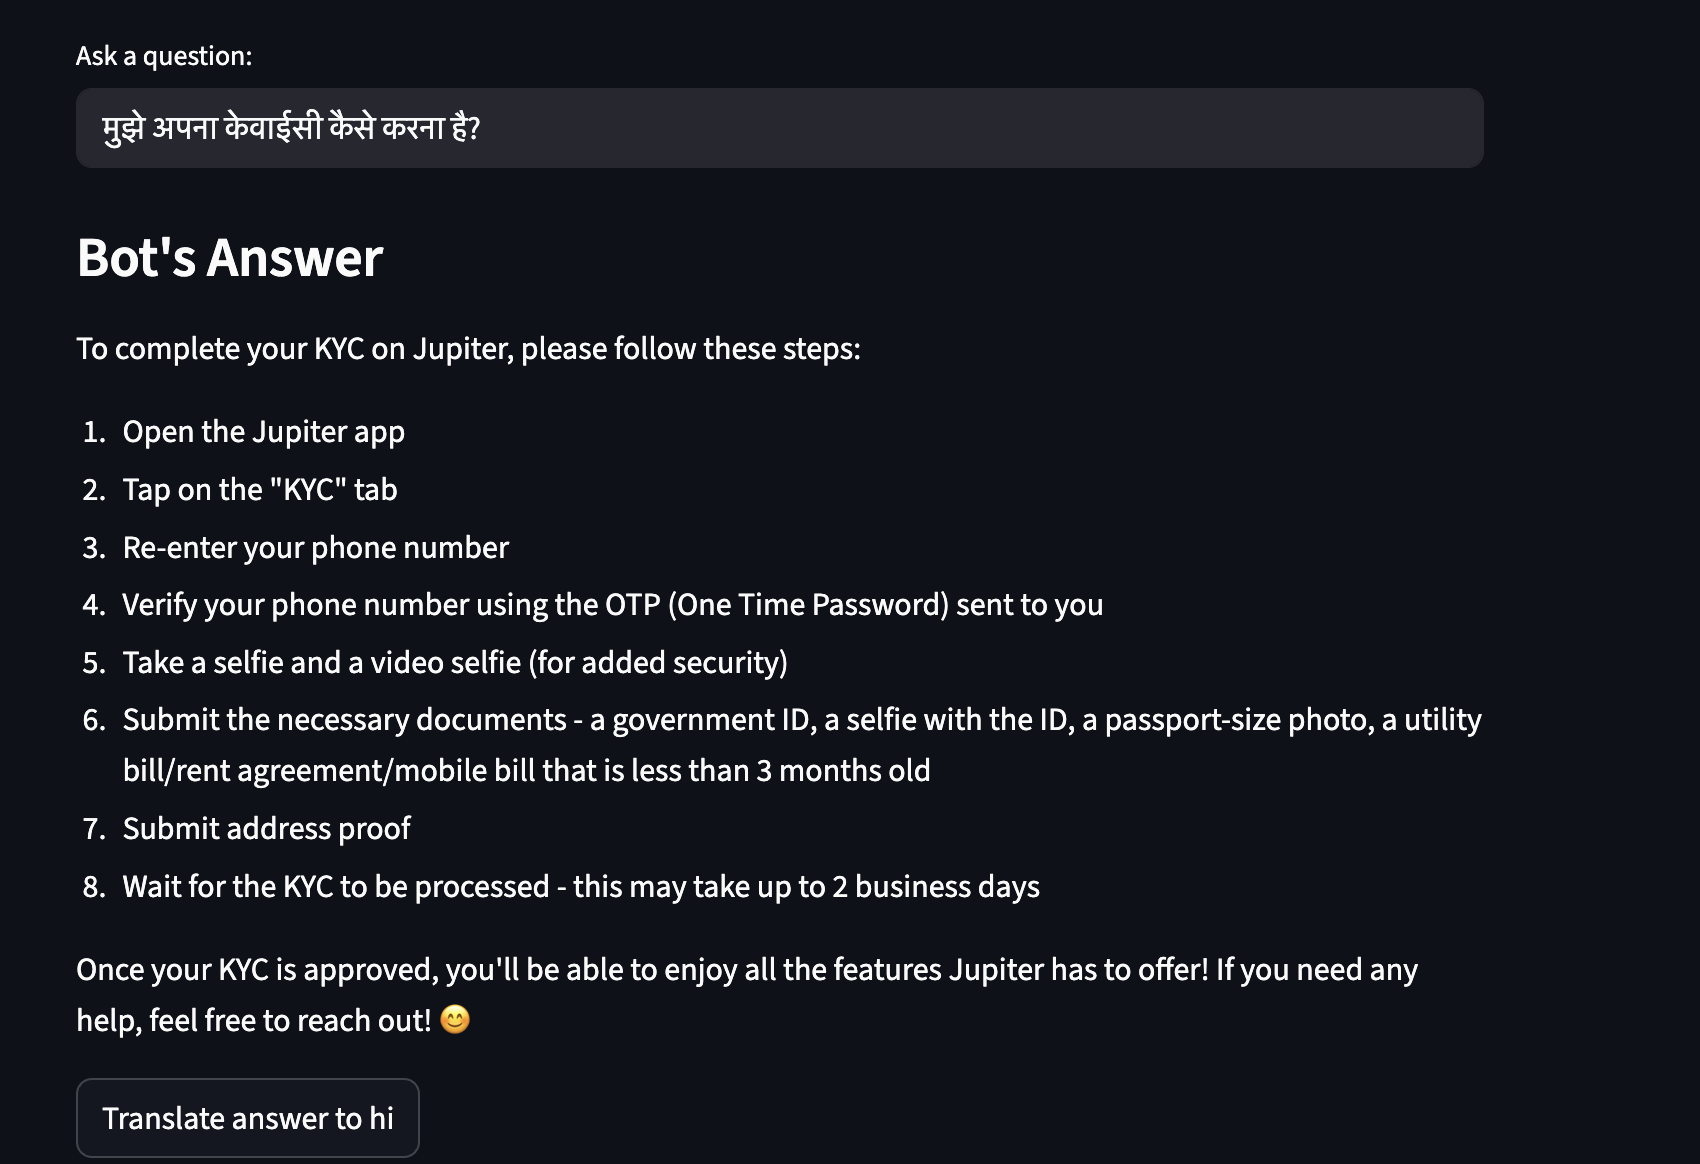 Ask a question:
मुझे अपना केवाईसी कैसे करना है?
Bot's Answer
To complete your KYC on Jupiter, please follow these steps:
1. Open the Jupiter app
2. Tap on the "KYC" tab
3. Re-enter your phone number
4. Verify your phone number using the OTP (One Time Password) sent to you
5. Take a selfie and a video selfie (for added security)
6. Submit the necessary documents - a government ID, a selfie with the ID, a passport-size photo, a utility
bill/rent agreement/mobile bill that is less than 3 months old
7. Submit address proof
8. Wait for the KYC to be processed - this may take up to 2 business days
Once your KYC is approved, you'll be able to enjoy all the features Jupiter has to offer! If you need any
help, feel free to reach out! 😊
Translate answer to hi